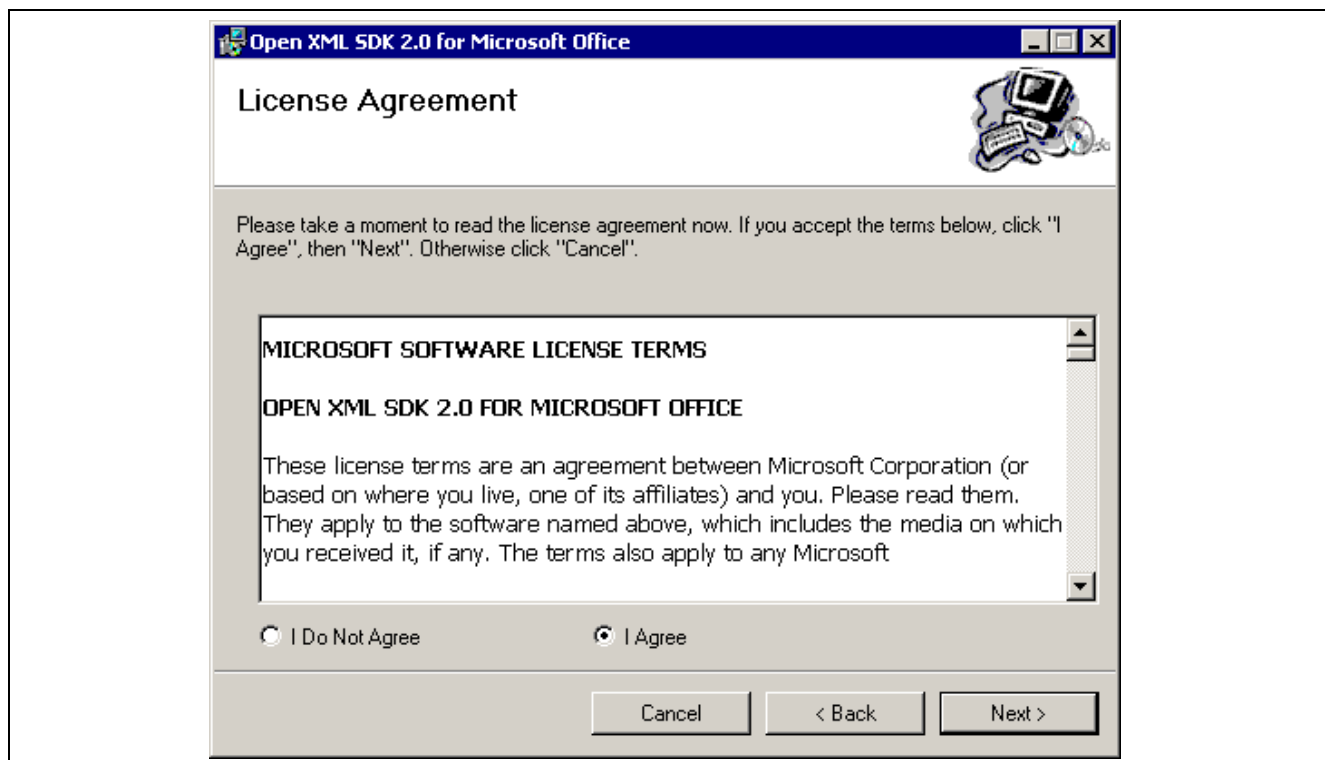 Open XML SDK 2.0 for Microsoft Office
License Agreement
Please take a moment to read the license agreement now. If you accept the terms below, click "I
Agree", then "Next". Otherwise click "Cancel".
MICROSOFT SOFTWARE LICENSE TERMS
OPEN XML SDK 2.0 FOR MICROSOFT OFFICE
These license terms are an agreement between Microsoft Corporation (or
based on where you live, one of its affiliates) and you. Please read them.
They apply to the software named above, which includes the media on which
you received it, if any. The terms also apply to any Microsoft
I Do Not Agree
I Agree
Cancel
< Back
Next >